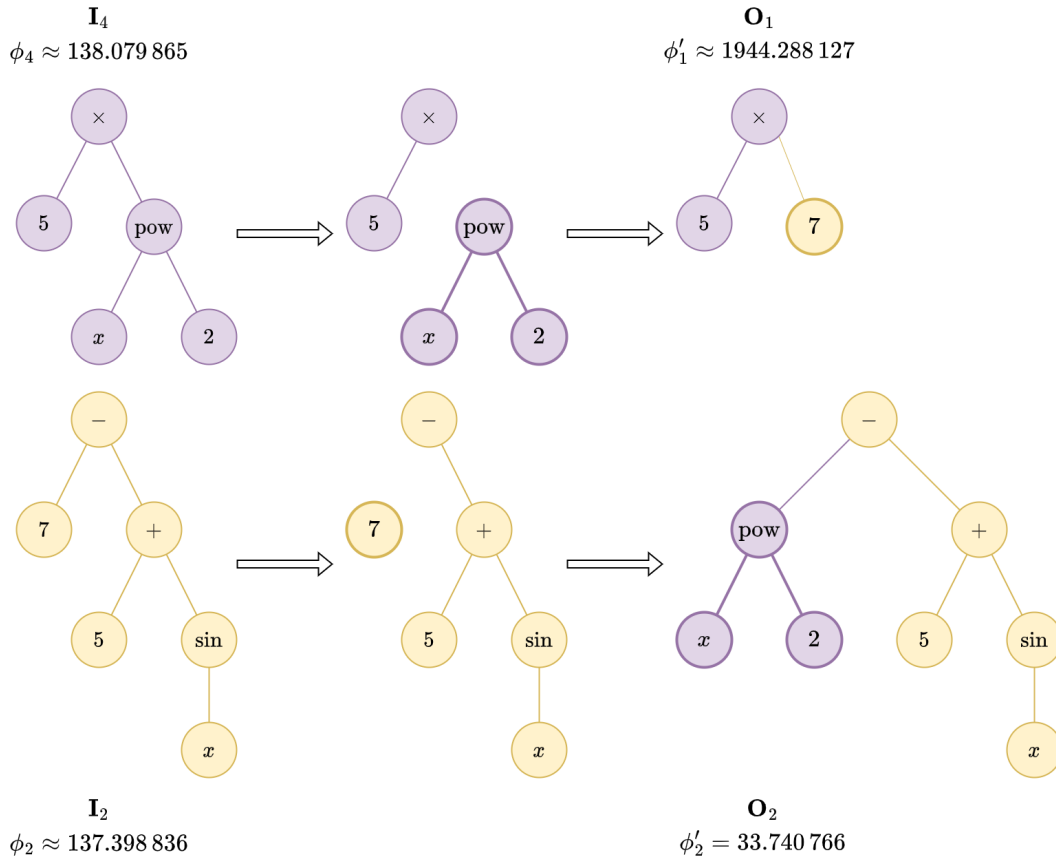 I₄ O₁
ϕ₄ ≈ 138.079 865 ϕ′₁ ≈ 1944.288 127
× × ×
5 pow 5 pow 5 7
x 2 x 2
− − −
7 + 7 + pow +
5 sin 5 sin x 2 5 sin
x x x
I₂ O₂
ϕ₂ ≈ 137.398 836 ϕ′₂ = 33.740 766